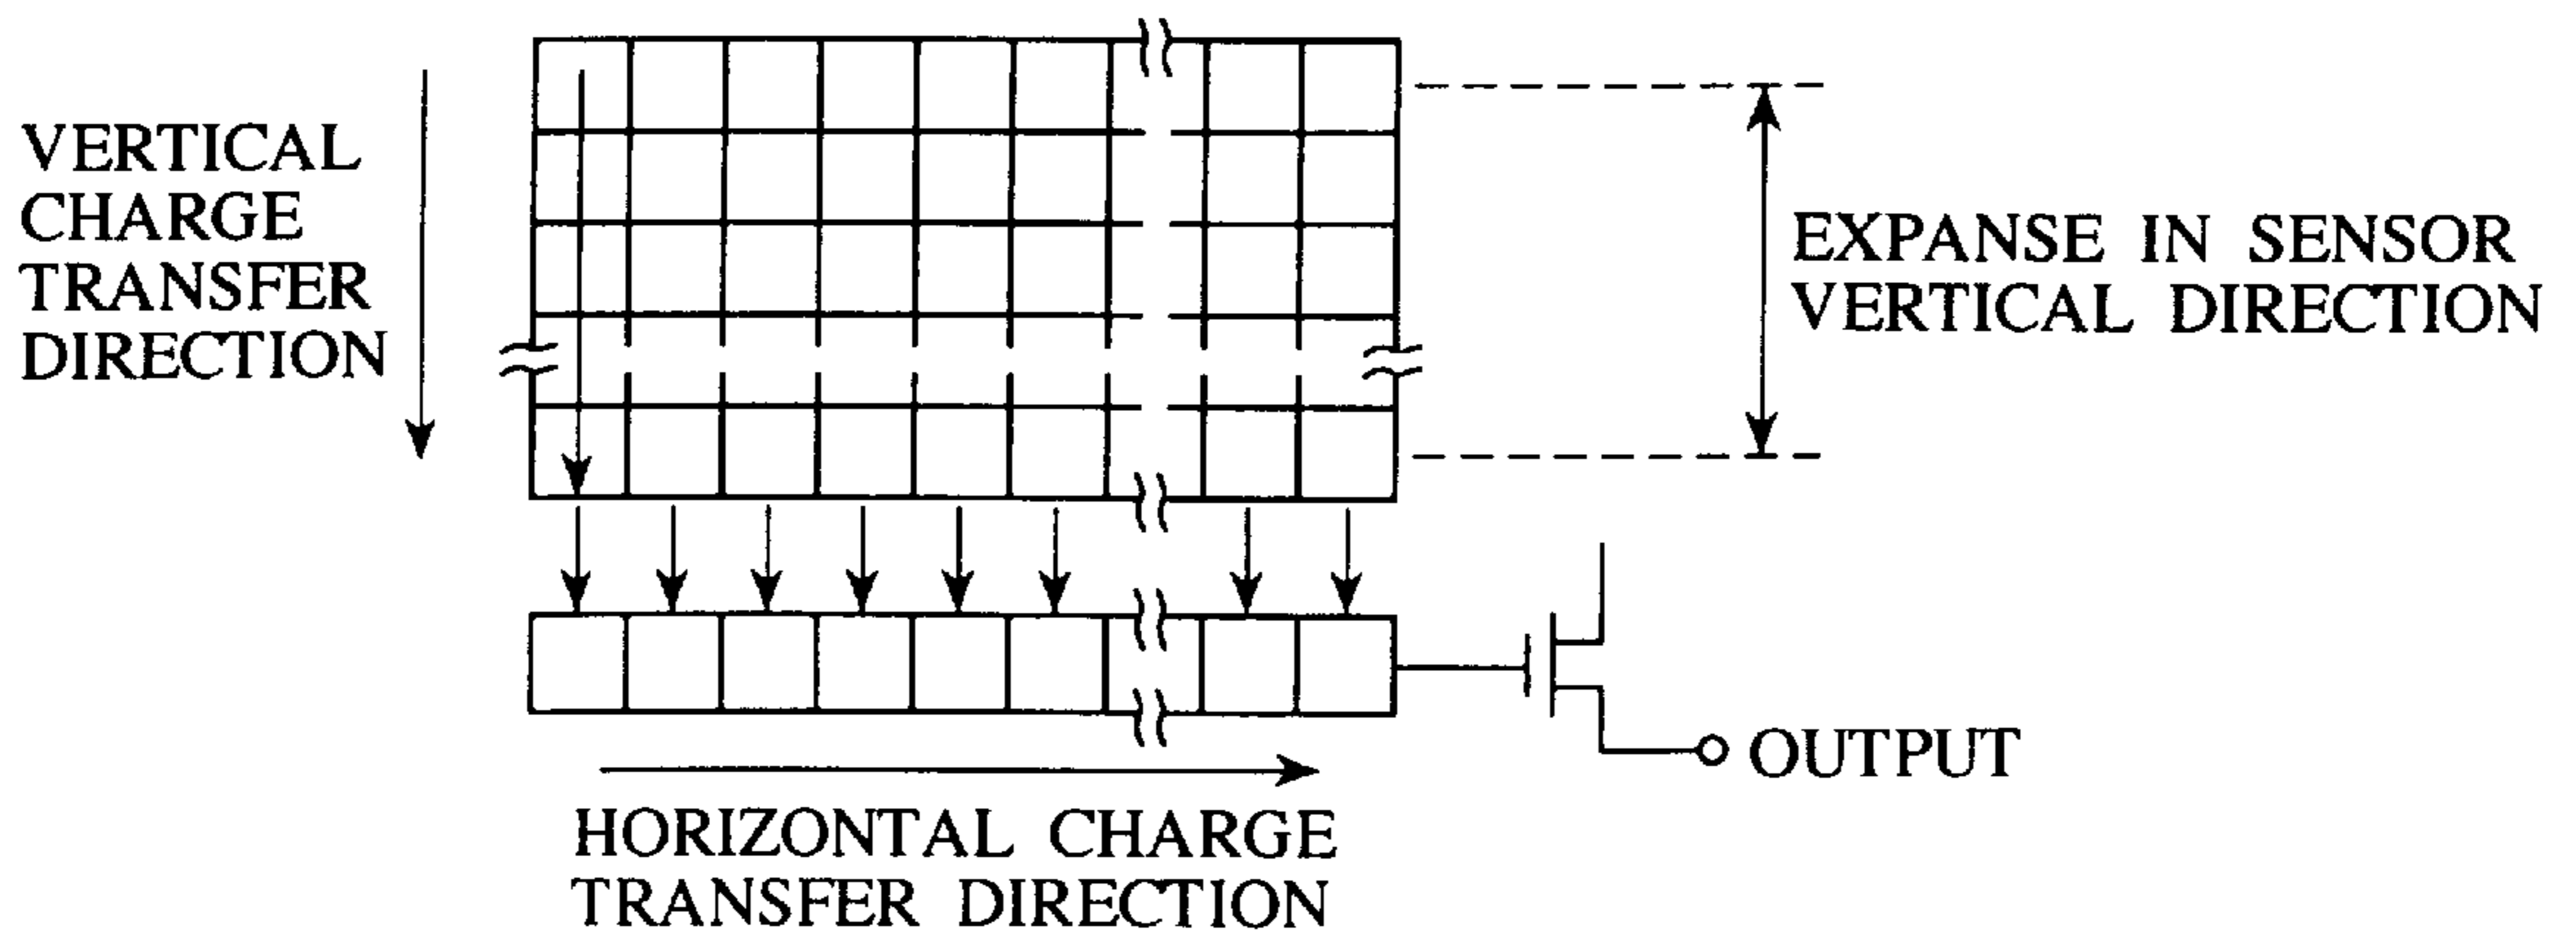 VERTICAL
CHARGE
TRANSFER
DIRECTION
EXPANSE IN SENSOR
VERTICAL DIRECTION
OUTPUT
HORIZONTAL CHARGE
TRANSFER DIRECTION